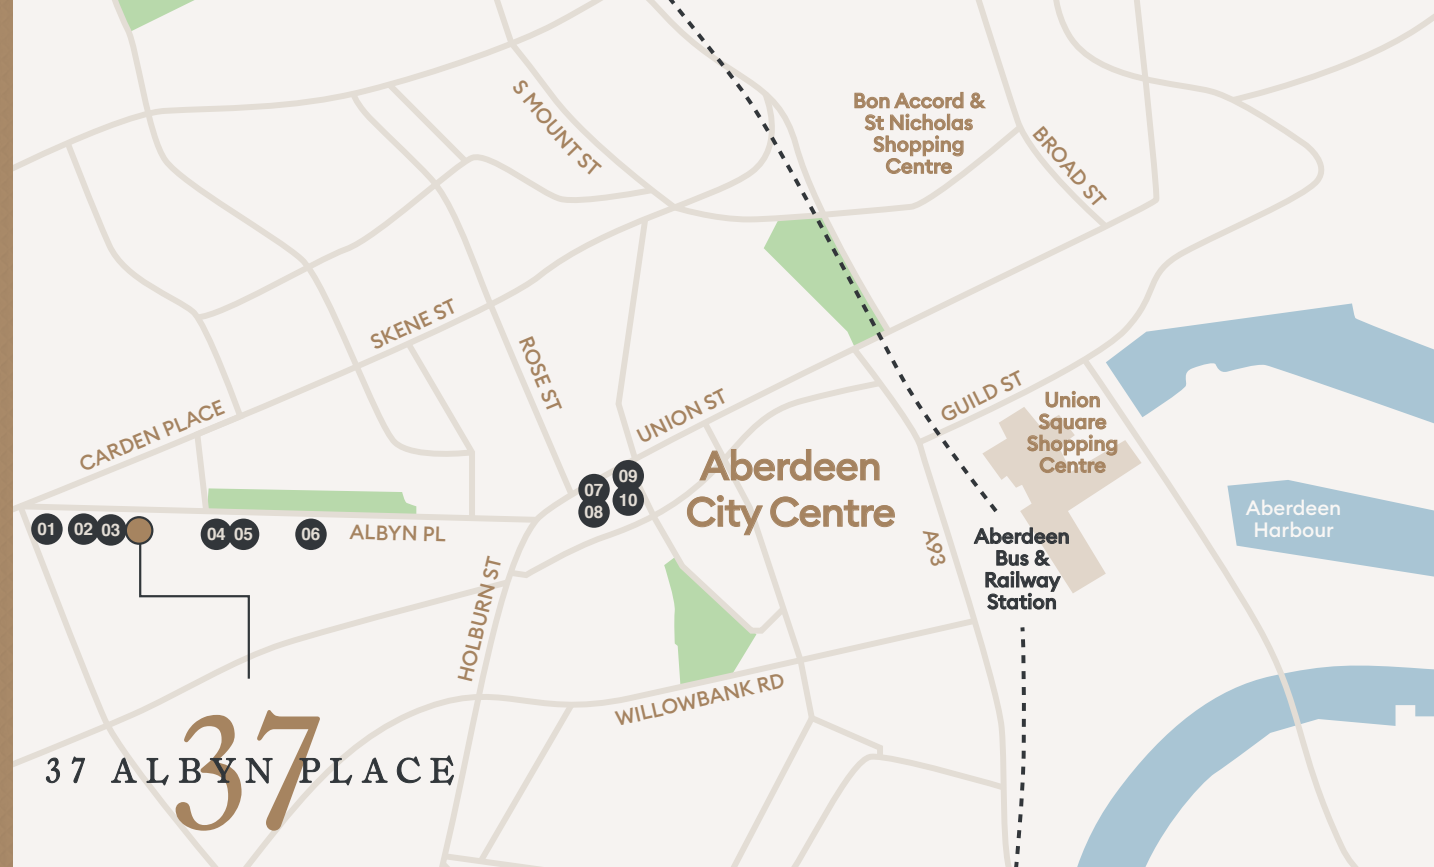 S MOUNT ST
Bon Accord &
St Nicholas
Shopping
Centre
BROAD ST
SKENE ST
ROSE ST
CARDEN PLACE
UNION ST
GUILD ST
Union
Square
Shopping
Centre
Aberdeen
City Centre
01
02
03
04
05
06
07
08
09
10
ALBYN PL
A93
Aberdeen
Harbour
Aberdeen
Bus &
Railway
Station
HOLBURN ST
WILLOWBANK RD
37
37 ALBYN PLACE